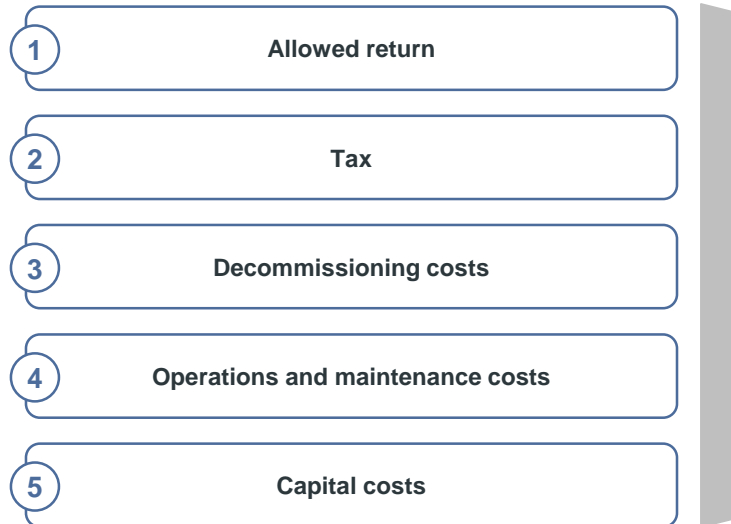 1 Allowed return
2 Tax
3 Decommissioning costs
4 Operations and maintenance costs
5 Capital costs